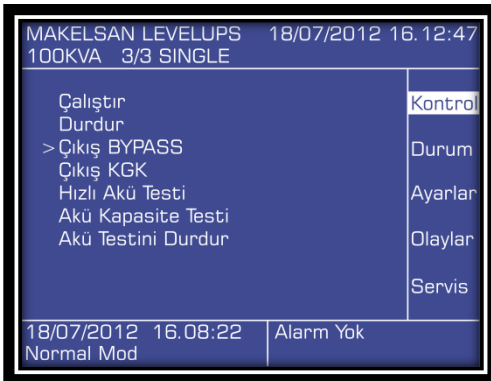 MAKELSAN LEVELUPS 18/07/2012 16.12:47
100KVA 3/3 SINGLE
Çalıştır
Durdur
>Çıkış BYPASS
Çıkış KGK
Hızlı Akü Testi
Akü Kapasite Testi
Akü Testini Durdur
Kontrol
Durum
Ayarlar
Olaylar
Servis
18/07/2012 16.08:22
Normal Mod
Alarm Yok